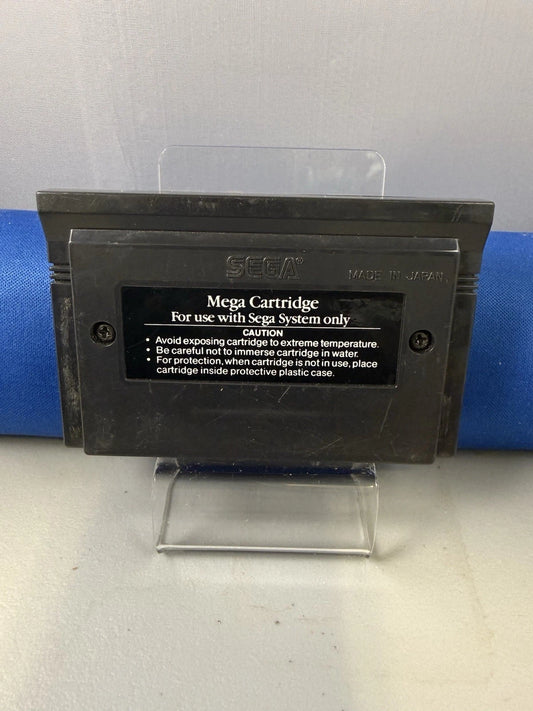 SEGA®
MADE IN JAPAN
Mega Cartridge
For use with Sega System only
CAUTION
• Avoid exposing cartridge to extreme temperature.
• Be careful not to immerse cartridge in water.
• For protection, when cartridge is not in use, place
cartridge inside protective plastic case.